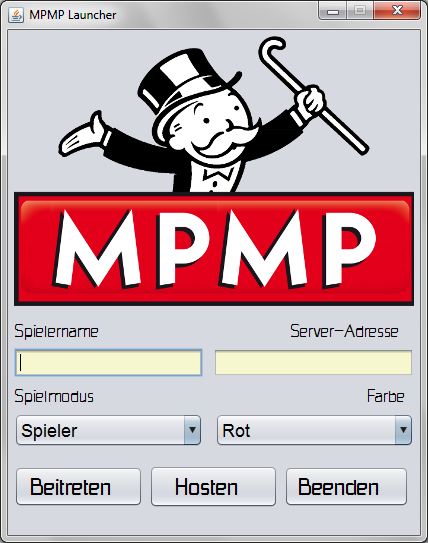 MPMP Launcher
MPMP
Spielername Server-Adresse
Spielmodus Farbe
Spieler Rot
Beitreten Hosten Beenden